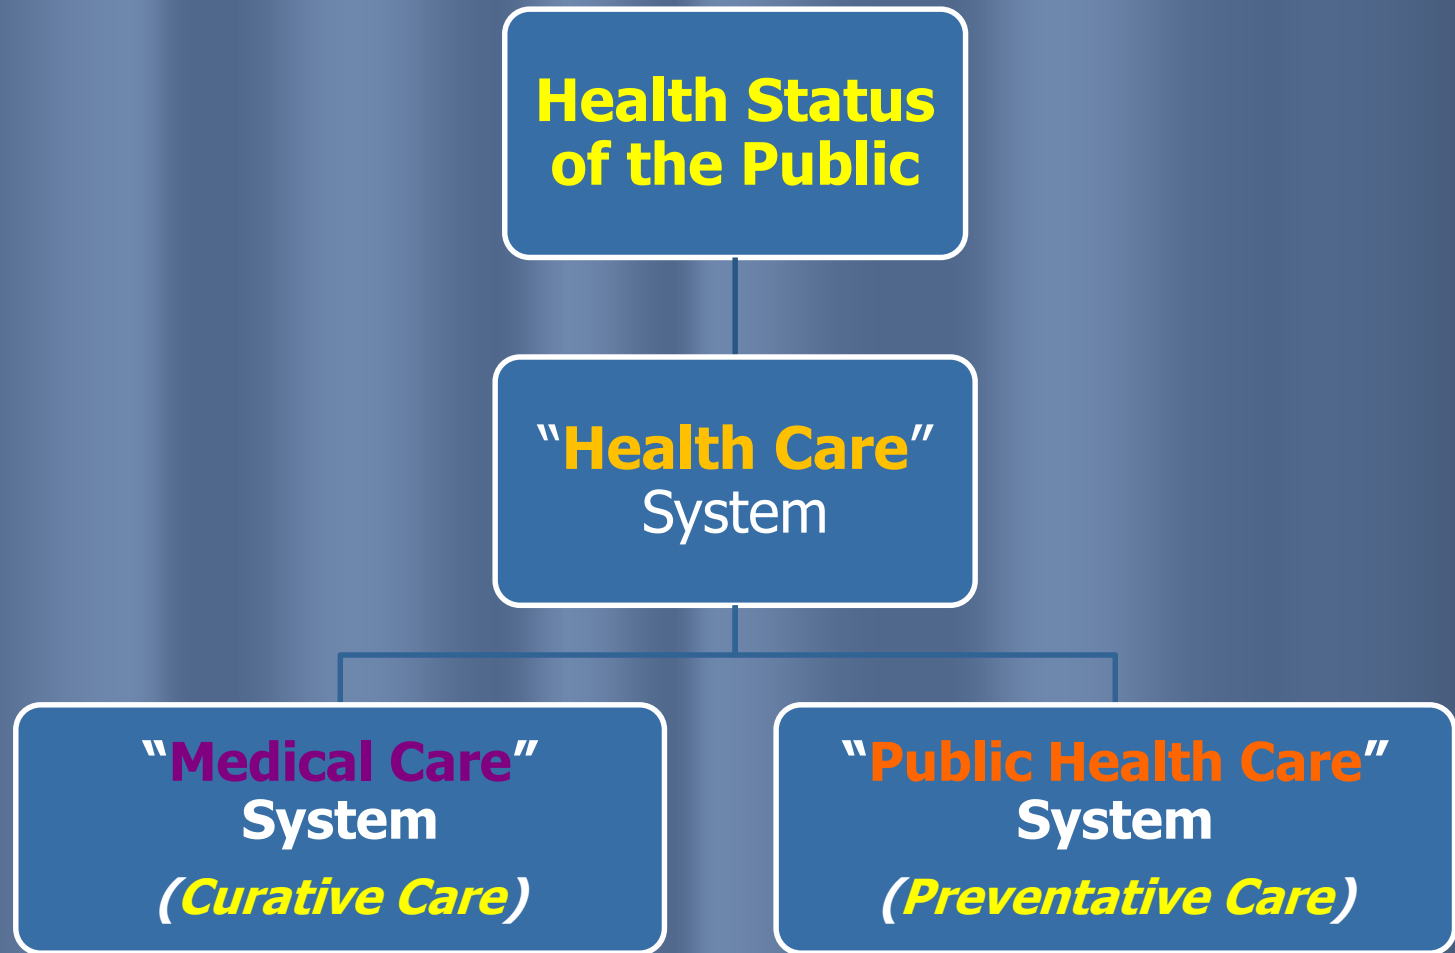 Health Status
of the Public
“Health Care”
System
“Medical Care”
System
(Curative Care)
“Public Health Care”
System
(Preventative Care)